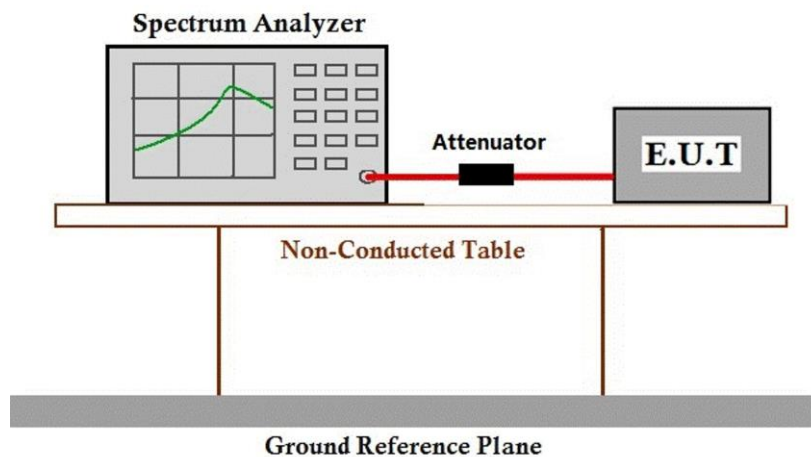 Spectrum Analyzer
Attenuator
E.U.T
Non-Conducted Table
Ground Reference Plane